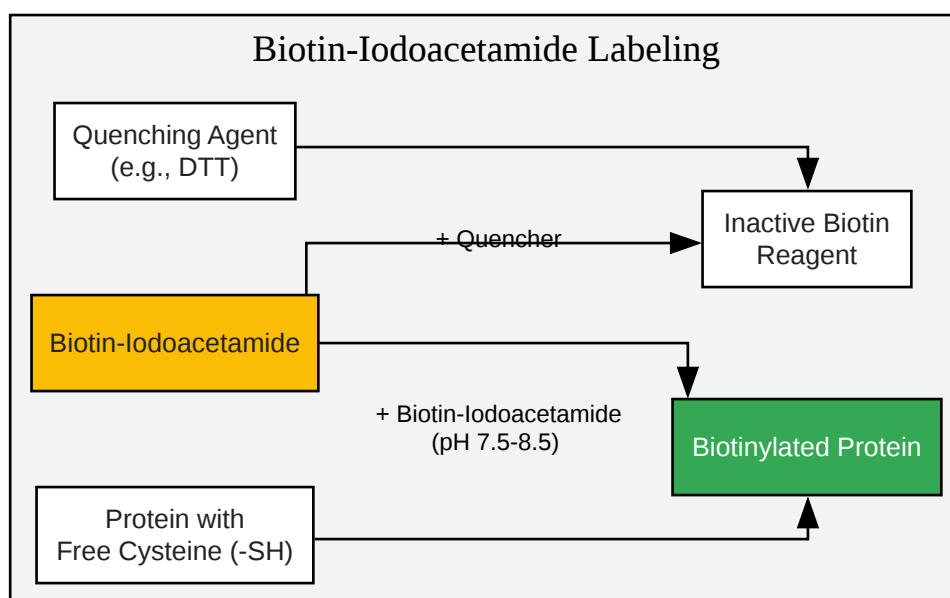 Biotin-Iodoacetamide Labeling
Quenching Agent
(e.g., DTT)
Inactive Biotin
Reagent
+ Quencher
Biotin-Iodoacetamide
+ Biotin-Iodoacetamide
(pH 7.5-8.5)
Biotinylated Protein
Protein with
Free Cysteine (-SH)